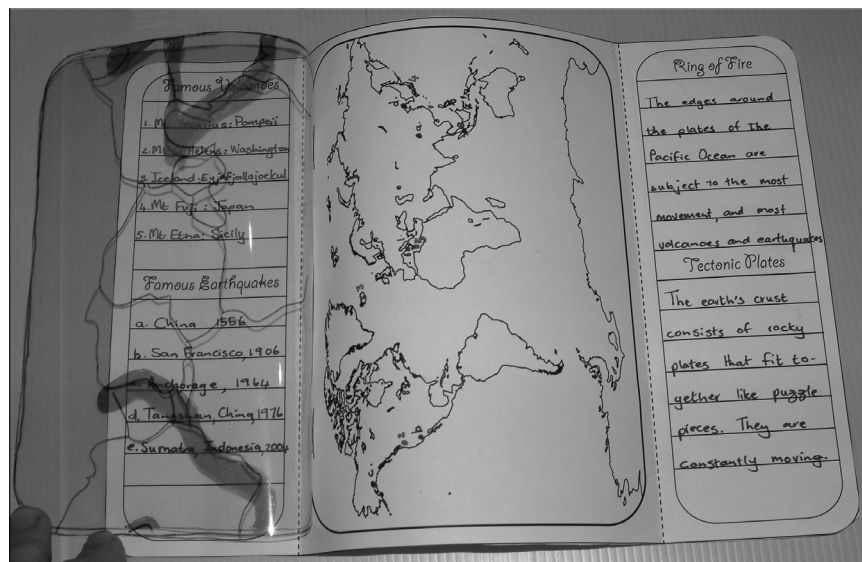 Famous Volcanoes
1. Mt Vesuvius: Pompeii
2. Mt Helens: Washington
3. Iceland: Eyjafjallajoekul
4. Mt Fuji: Japan
5. Mt Etna: Sicily
Famous Earthquakes
a. China 1556
b. San Francisco, 1906
c. Anchorage, 1964
d. Tangshan, China, 1976
e. Sumatra Indonesia, 2004
Ring of Fire
The edges around
the plates of The
Pacific Ocean are
subject to the most
movement, and most
volcanoes and earthquakes
Tectonic Plates
The earth's crust
consists of rocky
plates that fit to-
gether like puzzle
pieces. They are
constantly moving.